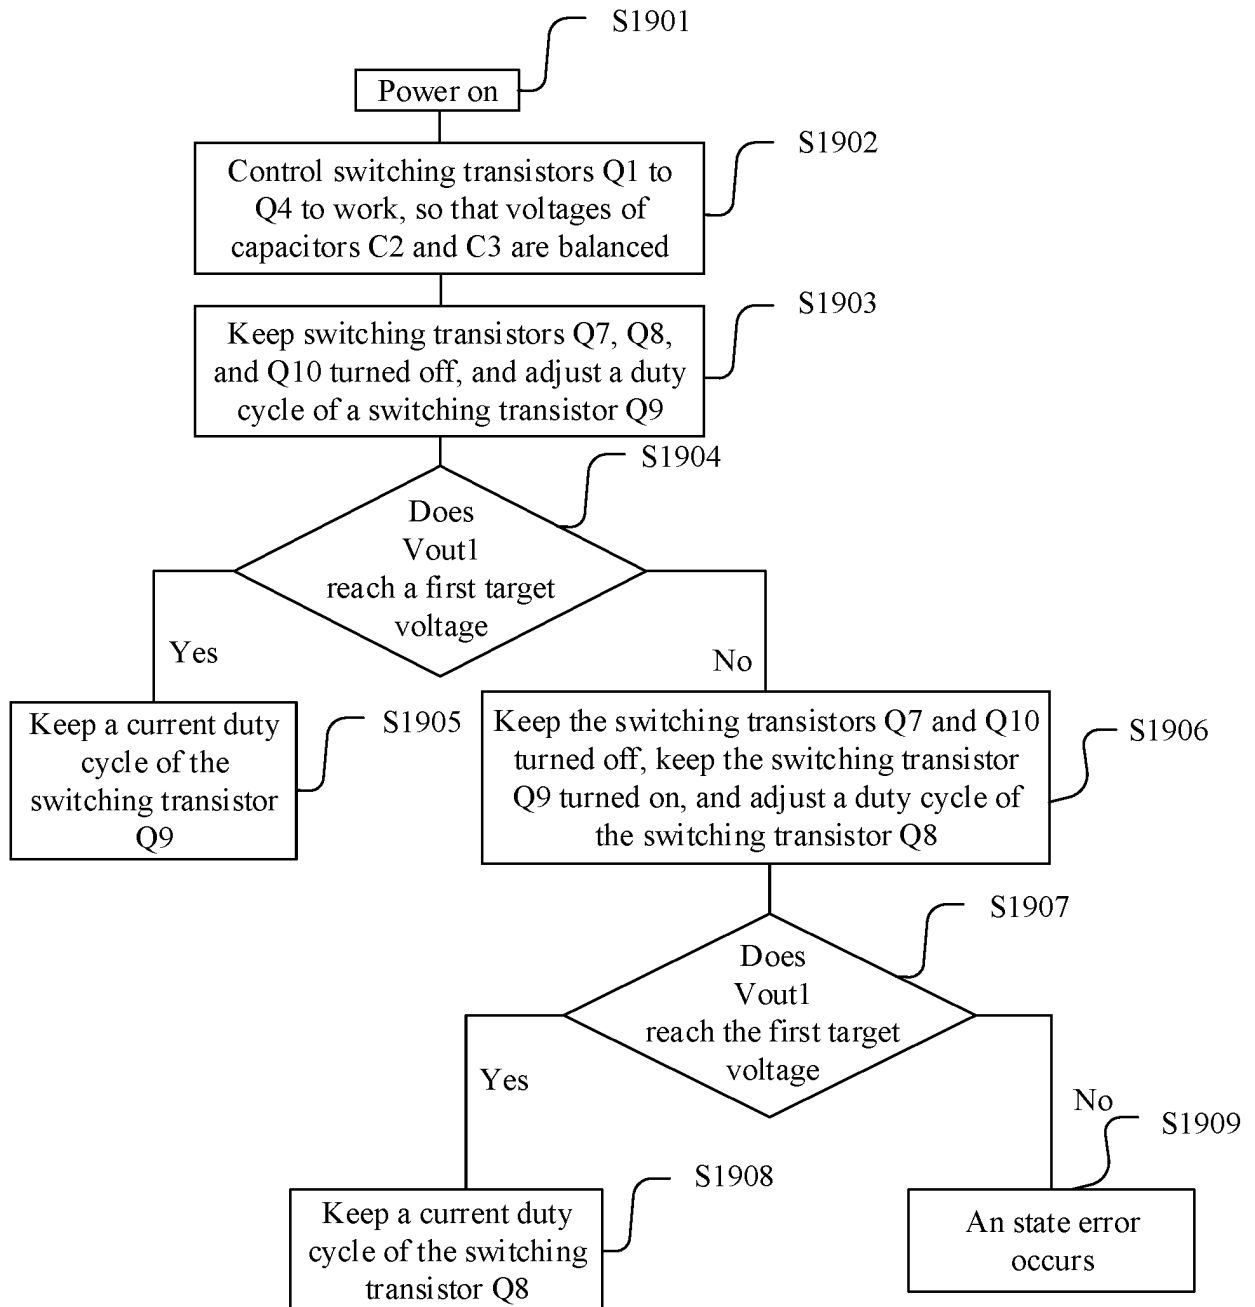 S1901
Power on
S1902
Control switching transistors Q1 to
Q4 to work, so that voltages of
capacitors C2 and C3 are balanced
S1903
Keep switching transistors Q7, Q8,
and Q10 turned off, and adjust a duty
cycle of a switching transistor Q9
S1904
Does
Vout1
reach a first target
voltage
Yes
No
S1905
Keep a current duty
cycle of the
switching transistor
Q9
S1906
Keep the switching transistors Q7 and Q10
turned off, keep the switching transistor
Q9 turned on, and adjust a duty cycle of
the switching transistor Q8
S1907
Does
Vout1
reach the first target
voltage
Yes
No
S1909
S1908
Keep a current duty
cycle of the switching
transistor Q8
An state error
occurs